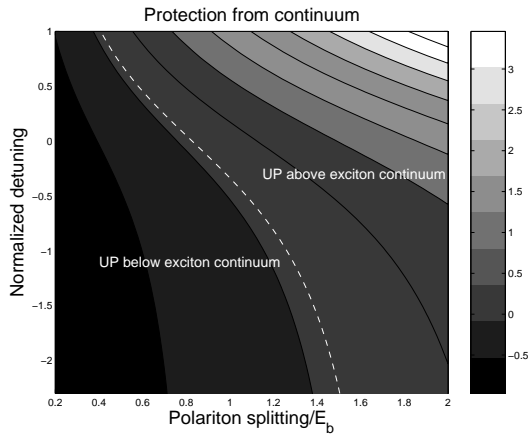 Protection from continuum
1
0.5
0
−0.5
−1
−1.5
−2
Normalized detuning
UP above exciton continuum
UP below exciton continuum
0.2 0.4 0.6 0.8 1 1.2 1.4 1.6 1.8 2
Polariton splitting/E_b
3
2.5
2
1.5
1
0.5
0
−0.5